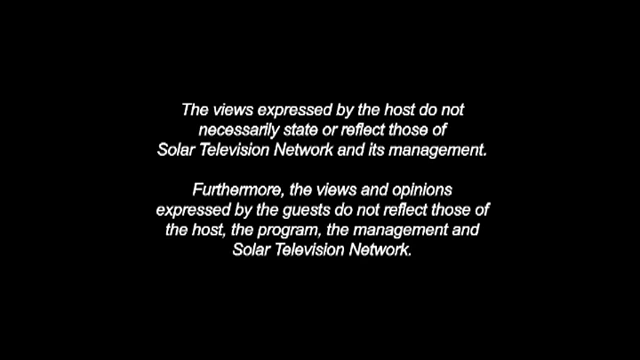 The views expressed by the host do not
necessarily state or reflect those of
Solar Television Network and its management.
Furthermore, the views and opinions
expressed by the guests do not reflect those of
the host, the program, the management and
Solar Television Network.